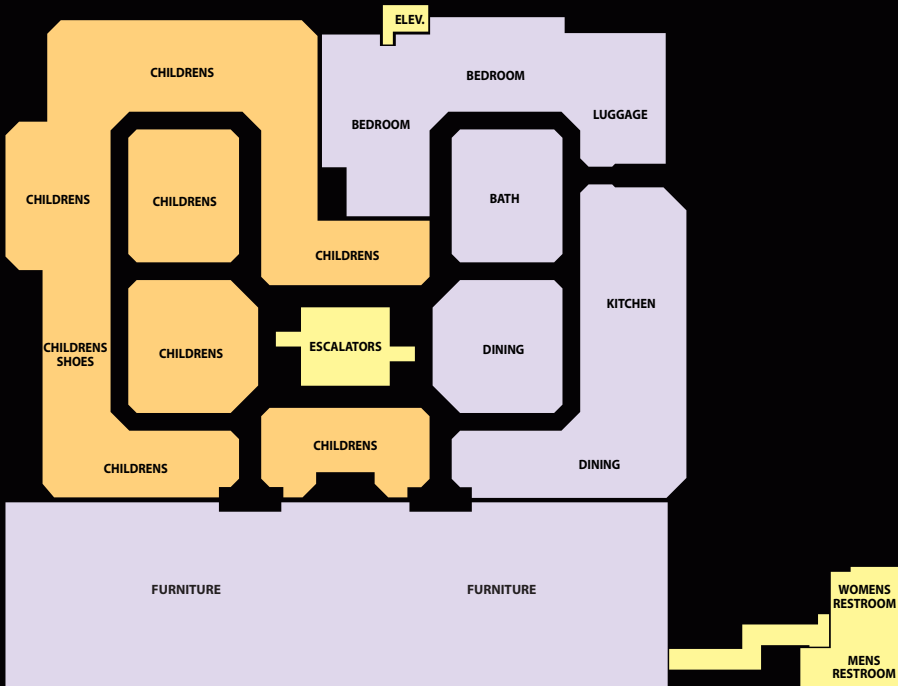 ELEV.
CHILDRENS
BEDROOM
BEDROOM
LUGGAGE
CHILDRENS
CHILDRENS
BATH
CHILDRENS
KITCHEN
CHILDRENS
SHOES
CHILDRENS
ESCALATORS
DINING
CHILDRENS
CHILDRENS
DINING
FURNITURE
FURNITURE
WOMENS
RESTROOM
MENS
RESTROOM